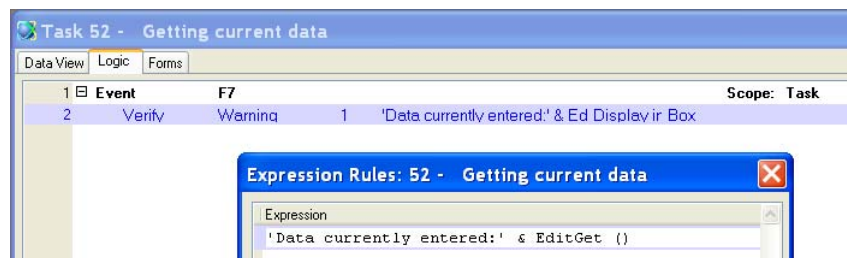 Task 52 - Getting current data
Data View Logic Forms
1 Event F7 Scope: Task
2 Verify Warning 1 'Data currently entered:' & Ed Display ir Box
Expression Rules: 52 - Getting current data
Expression
'Data currently entered:' & EditGet ()